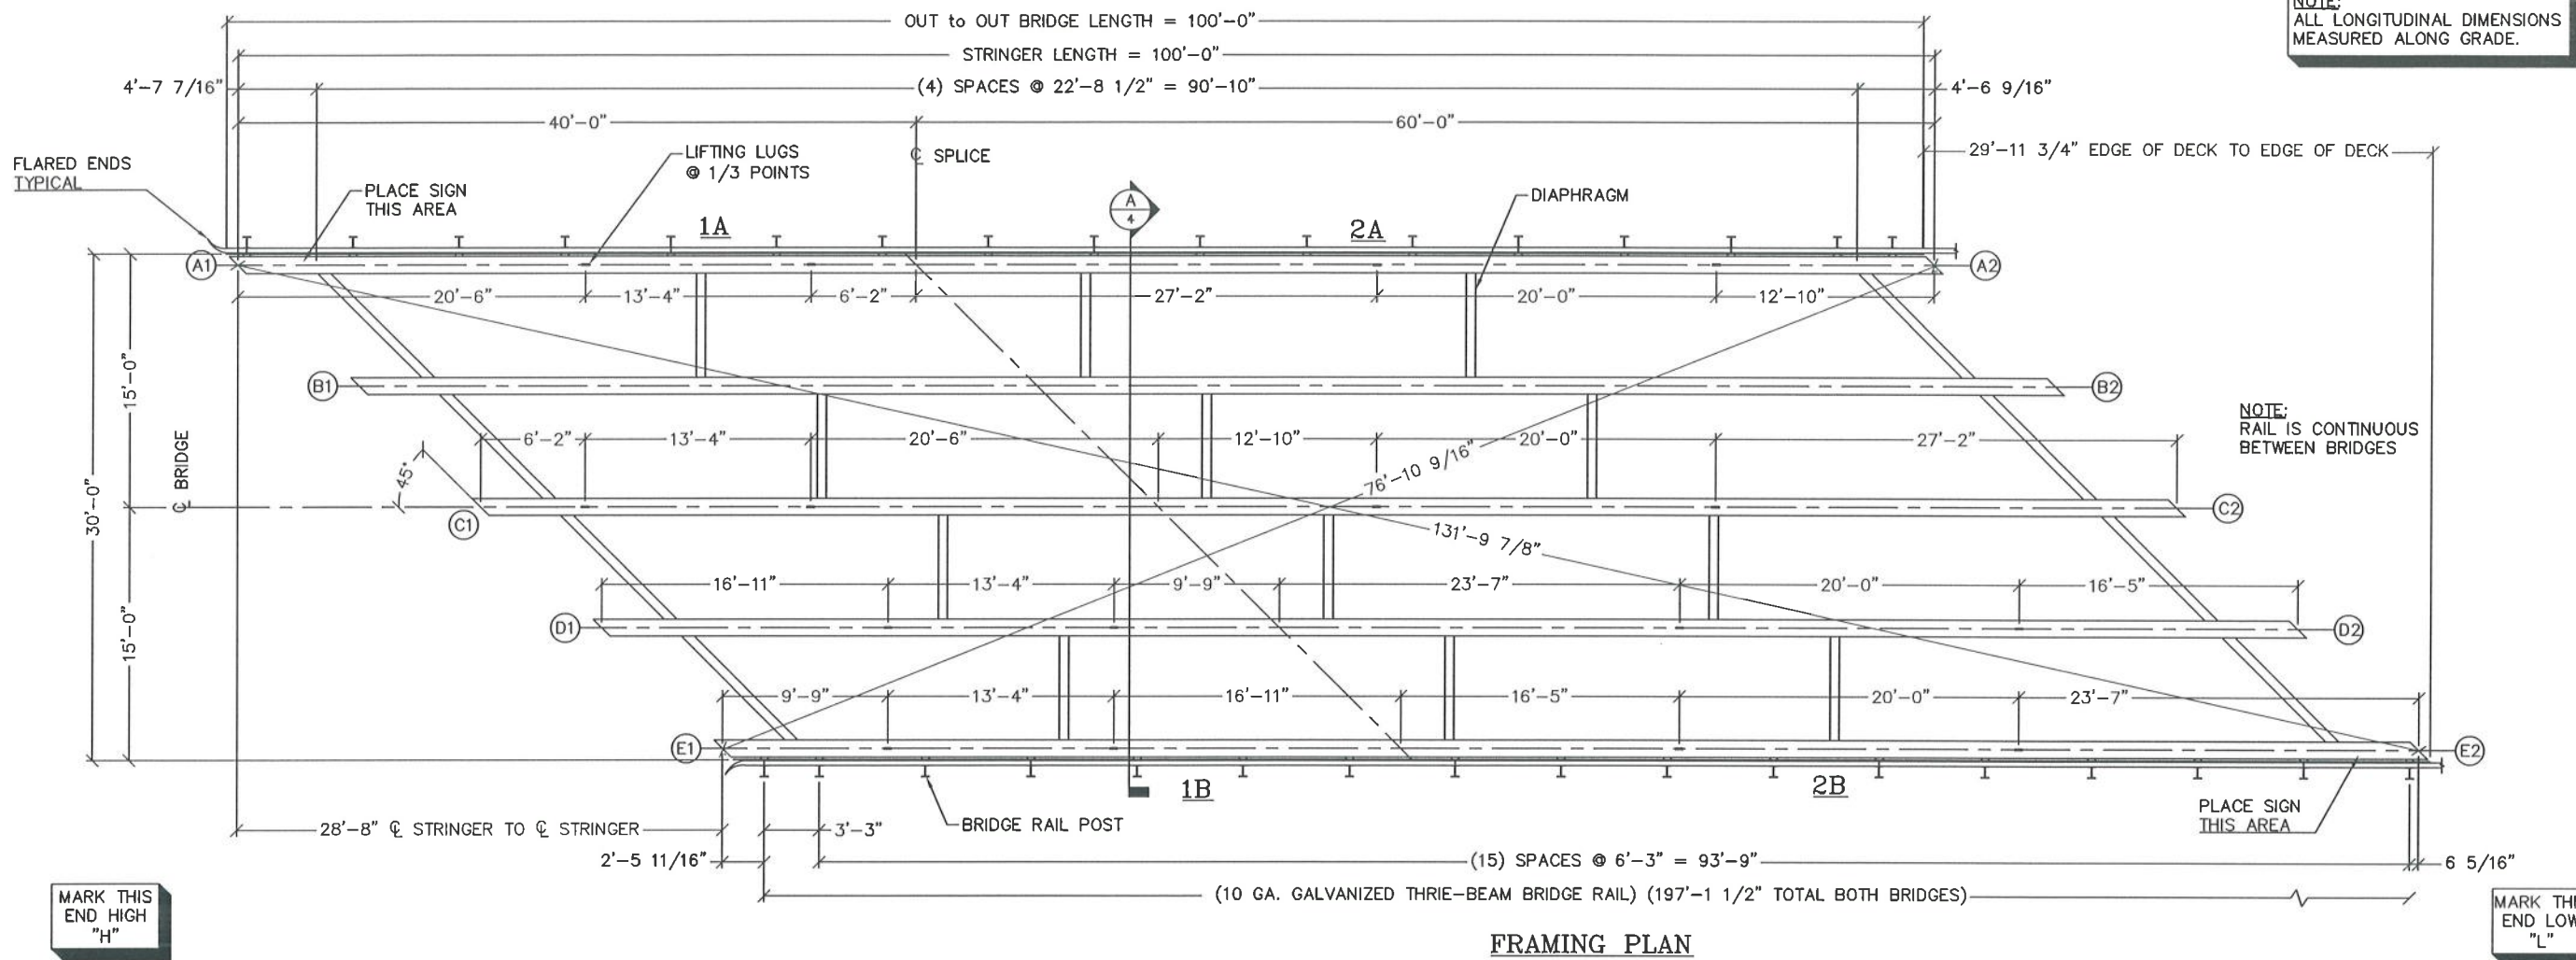 OUT to OUT BRIDGE LENGTH = 100'-0"
NOTE:
ALL LONGITUDINAL DIMENSIONS
MEASURED ALONG GRADE.
STRINGER LENGTH = 100'-0"
4'-7 7/16"
(4) SPACES @ 22'-8 1/2" = 90'-10"
4'-6 9/16"
40'-0"
60'-0"
FLARED ENDS
TYPICAL
LIFTING LUGS
@ 1/3 POINTS
℄ SPLICE
29'-11 3/4" EDGE OF DECK TO EDGE OF DECK
PLACE SIGN
THIS AREA
A
4
DIAPHRAGM
1A
2A
A1
A2
20'-6"
13'-4"
6'-2"
27'-2"
20'-0"
12'-10"
15'-0"
B1
B2
NOTE:
RAIL IS CONTINUOUS
BETWEEN BRIDGES
℄ BRIDGE
45°
6'-2"
13'-4"
20'-6"
12'-10"
76'-10 9/16"
20'-0"
27'-2"
30'-0"
C1
C2
131'-9 7/8"
16'-11"
13'-4"
9'-9"
23'-7"
20'-0"
16'-5"
15'-0"
D1
D2
9'-9"
13'-4"
16'-11"
16'-5"
20'-0"
23'-7"
E1
E2
1B
2B
28'-8" ℄ STRINGER TO ℄ STRINGER
3'-3"
BRIDGE RAIL POST
PLACE SIGN
THIS AREA
2'-5 11/16"
(15) SPACES @ 6'-3" = 93'-9"
6 5/16"
(10 GA. GALVANIZED THRIE-BEAM BRIDGE RAIL) (197'-1 1/2" TOTAL BOTH BRIDGES)
MARK THIS
END HIGH
"H"
MARK THI
END LOW
"L"
FRAMING PLAN